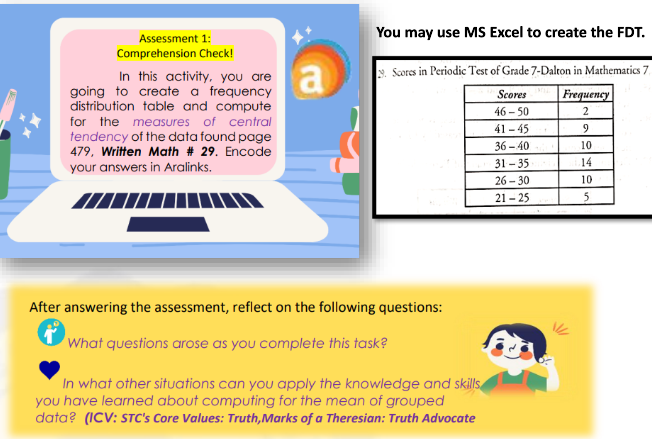 Assessment 1:
Comprehension Check!
In this activity, you are
going to create a frequency
distribution table and compute
for the measures of central
tendency of the data found page
479, Written Math # 29. Encode
your answers in Aralinks.
a
You may use MS Excel to create the FDT.
29. Scores in Periodic Test of Grade 7-Dalton in Mathematics 7
Scores Frequency
46 – 50 2
41 – 45 9
36 – 40 10
31 – 35 14
26 – 30 10
21 – 25 5
After answering the assessment, reflect on the following questions:
What questions arose as you complete this task?
In what other situations can you apply the knowledge and skills
you have learned about computing for the mean of grouped
data? (ICV: STC's Core Values: Truth,Marks of a Theresian: Truth Advocate